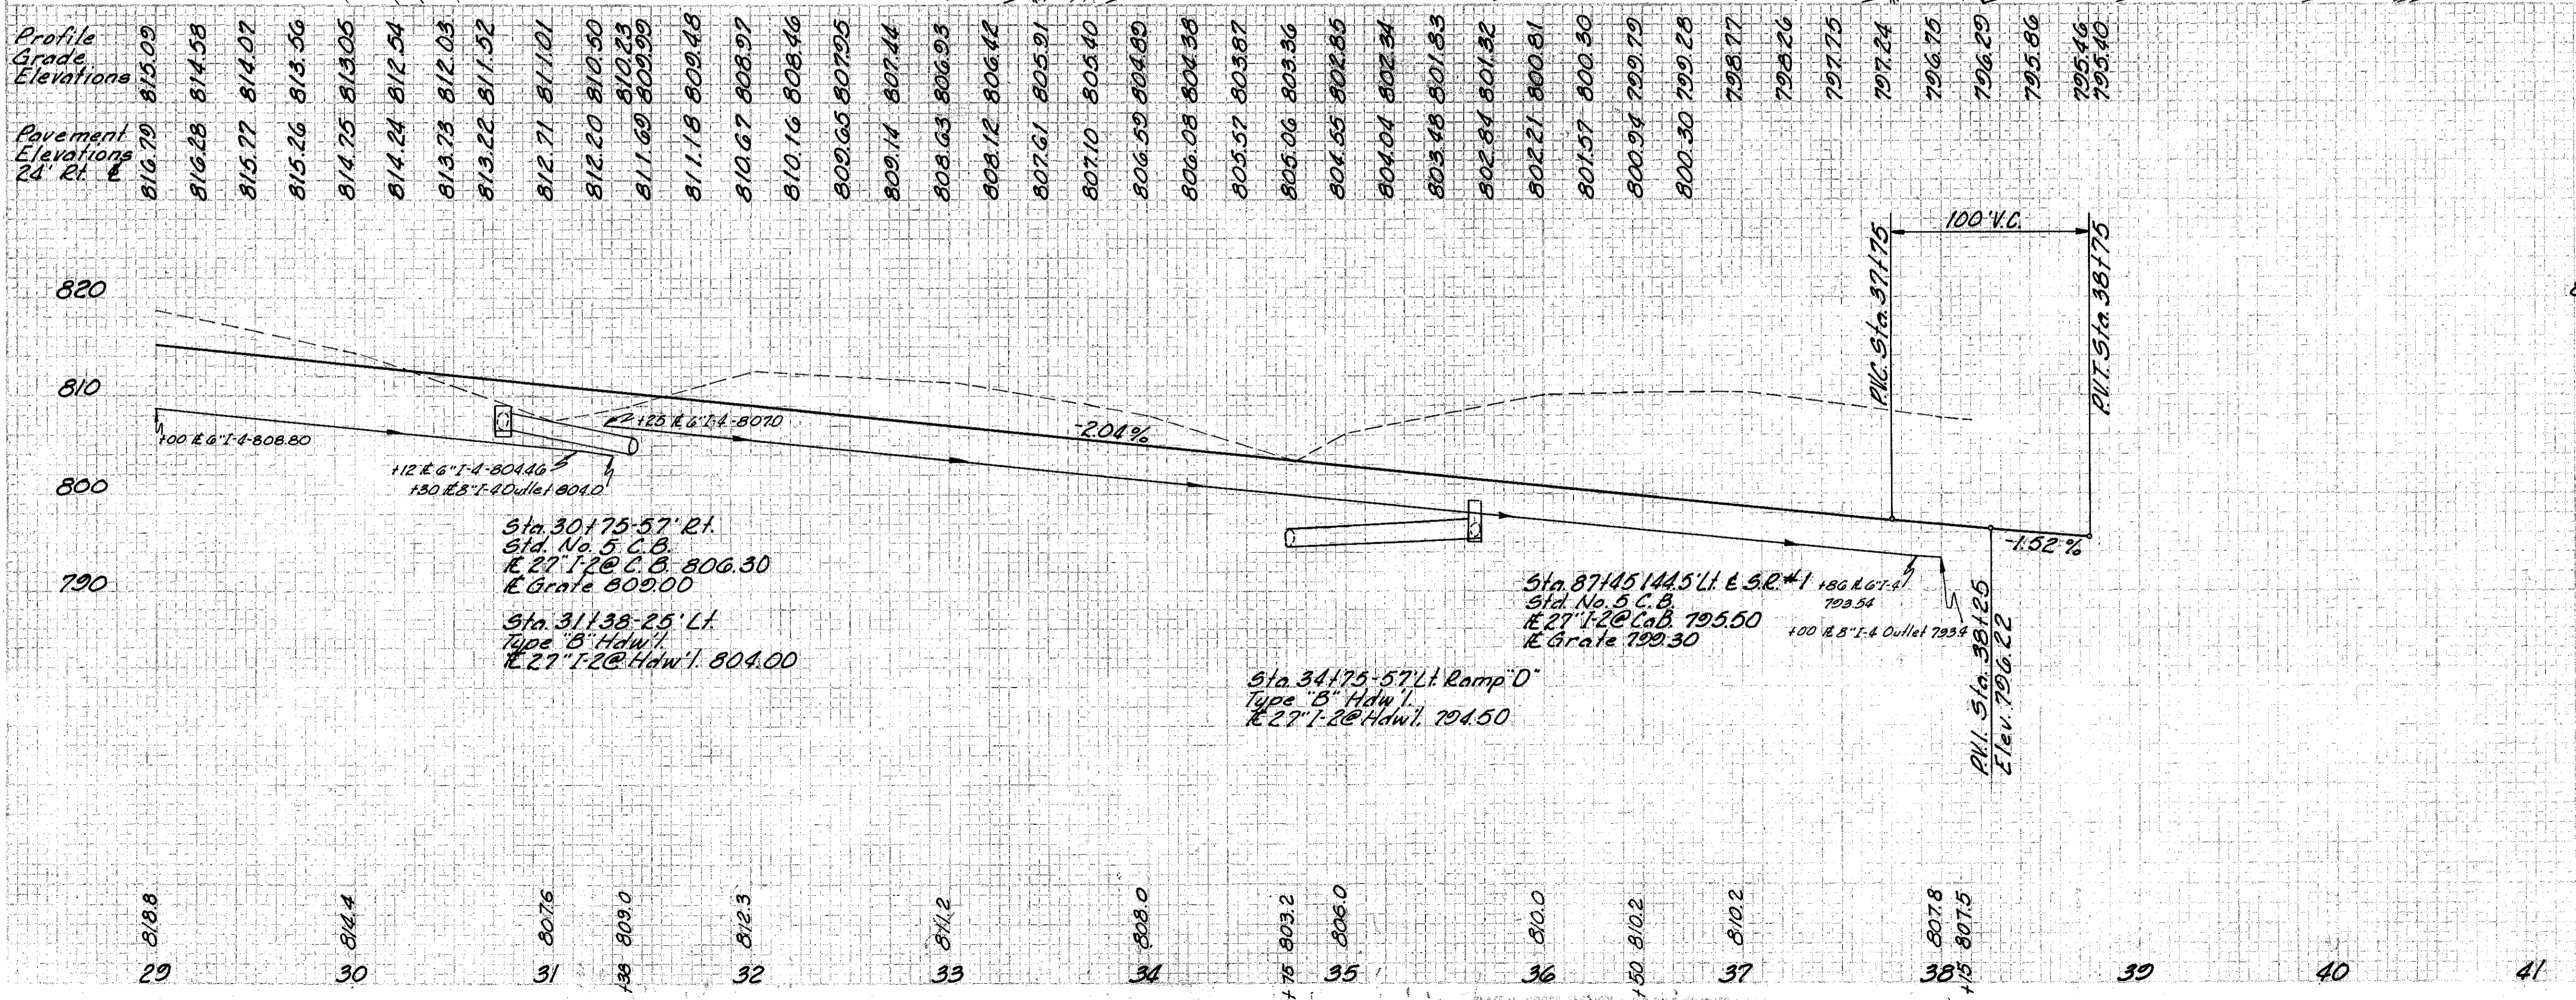 Profile
Grade
Elevations
815.09 814.58 814.07 813.56 813.05 812.54 812.03 811.52 811.01 810.50 810.23 809.99 809.48 808.97 808.46 807.95 807.44 806.93 806.42 805.91 805.40 804.89 804.38 803.87 803.36 802.85 802.34 801.83 801.32 800.81 800.30 799.79 799.28 798.77 798.26 797.75 797.24 796.75 796.29 795.86 795.46 795.40
Pavement
Elevations
24' Rt. ℄
816.79 816.28 815.77 815.26 814.75 814.24 813.73 813.22 812.71 812.20 811.69 811.18 810.67 810.16 809.65 809.14 808.63 808.12 807.61 807.10 806.59 806.08 805.57 805.06 804.55 804.04 803.48 802.84 802.21 801.57 800.94 800.30
100' V.C.
P.V.C. Sta. 37+75
P.V.T. Sta. 38+75
820
810
800
790
+00 ℄ 6" I-4-808.80
+25 ℄ 6" I-4-807.0
-2.04%
+12 ℄ 6" I-4-804.46
+30 ℄ 8" I-4 Outlet 804.0
Sta. 30+75-57' Rt.
Std. No. 5 C.B.
℄ 27" I-2 @ C.B. 806.30
℄ Grate 809.00
Sta. 31+38-25' Lt.
Type "B" Hdw'l.
℄ 27" I-2 @ Hdw'l. 804.00
-1.52%
Sta. 87+45 144.5' Lt. ℄ S.R. #1
Std. No. 5 C.B.
℄ 27" I-2 @ C.B. 795.50
℄ Grate 799.30
+86 ℄ 6" I-4
793.54
+00 ℄ 8" I-4 Outlet 793.4
P.V.I. Sta. 38+25
Elev. 796.22
Sta. 34+75-57' Lt. Ramp "D"
Type "B" Hdw'l.
℄ 27" I-2 @ Hdw'l. 794.50
818.8 814.4 807.6 809.0 812.3 811.2 808.0 803.2 806.0 810.0 810.2 810.2 807.8 807.5
29 30 31 +38 32 33 34 +75 35 36 +50 37 38 +15 39 40 41